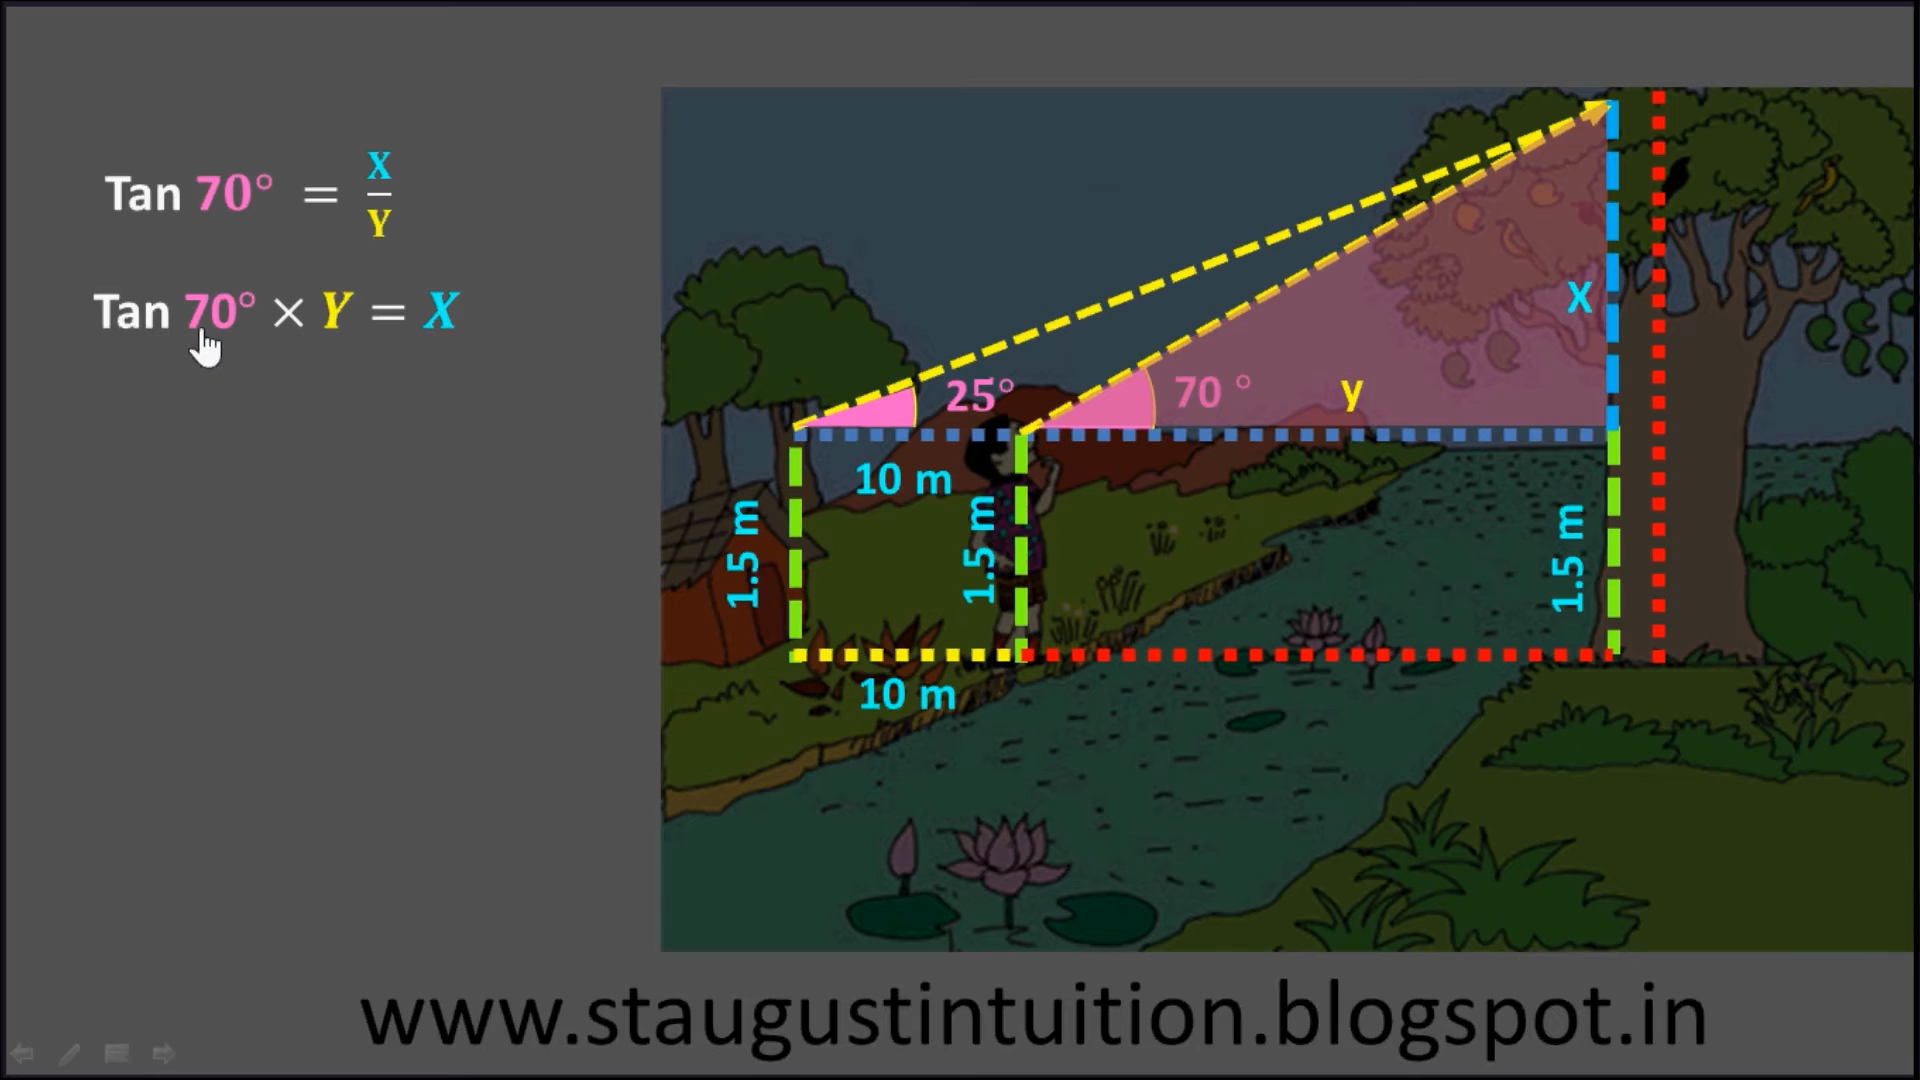 Tan 70° = X/Y
Tan 70° × Y = X
X
25°
70 °
y
10 m
1.5 m
1.5 m
1.5 m
10 m
www.staugustintuition.blogspot.in